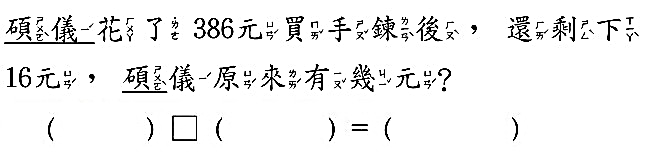 碩儀花了 386元買手鍊後， 還剩下
16元， 碩儀原來有幾元?
(　　　) □ (　　　) = (　　　)